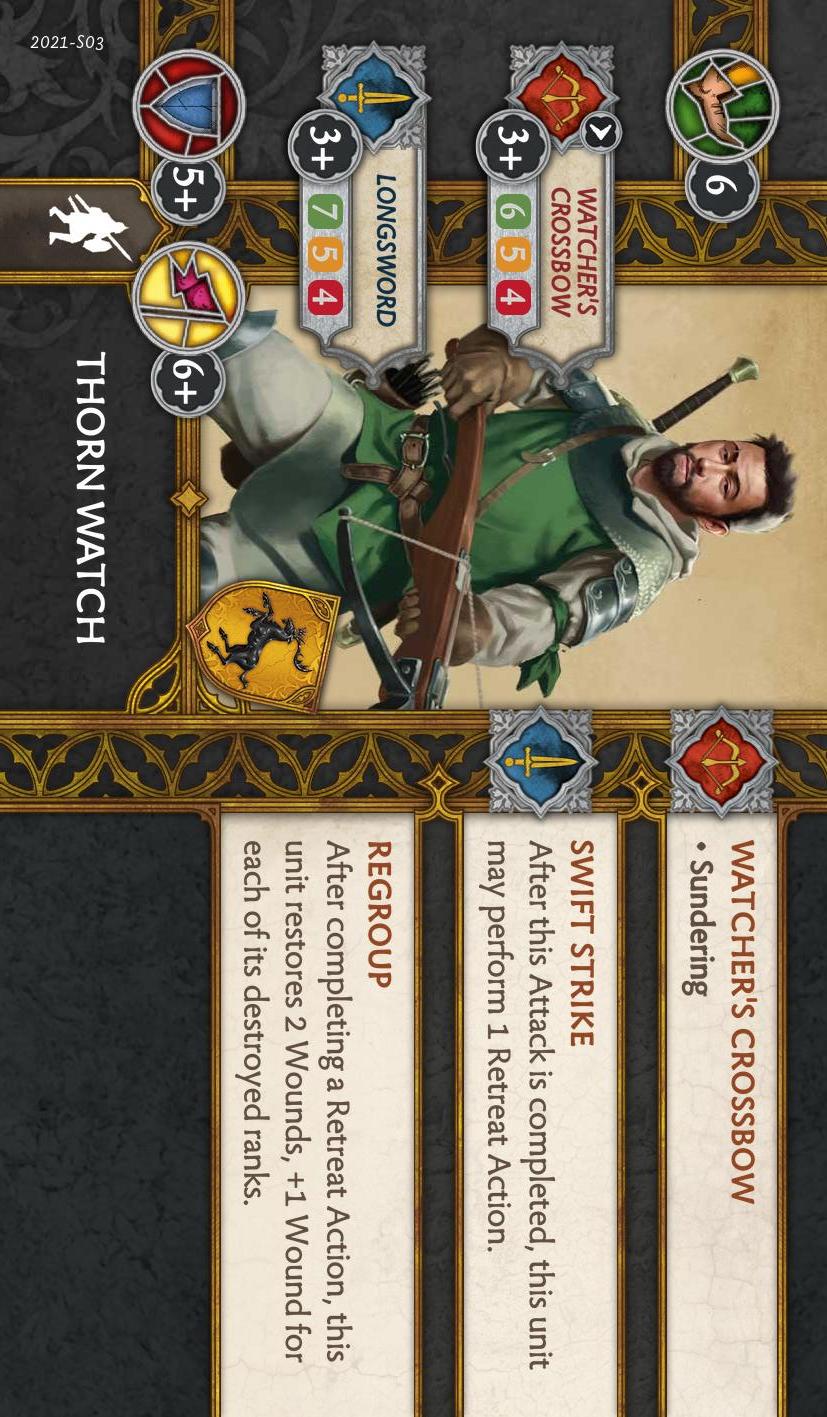 6
WATCHER'S
CROSSBOW
3+
6 5 4
LONGSWORD
3+
7 5 4
5+
6+
THORN WATCH
2021-S03
WATCHER'S CROSSBOW
• Sundering
SWIFT STRIKE
After this Attack is completed, this unit
may perform 1 Retreat Action.
REGROUP
After completing a Retreat Action, this
unit restores 2 Wounds, +1 Wound for
each of its destroyed ranks.